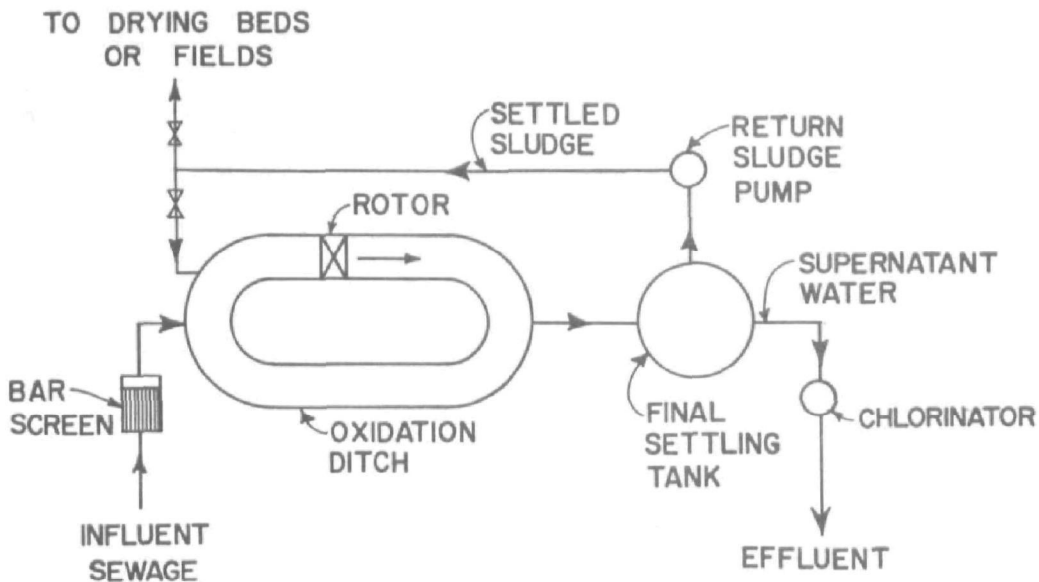 TO DRYING BEDS
OR FIELDS
SETTLED
SLUDGE
RETURN
SLUDGE
PUMP
ROTOR
SUPERNATANT
WATER
BAR
SCREEN
OXIDATION
DITCH
FINAL
SETTLING
TANK
CHLORINATOR
INFLUENT
SEWAGE
EFFLUENT